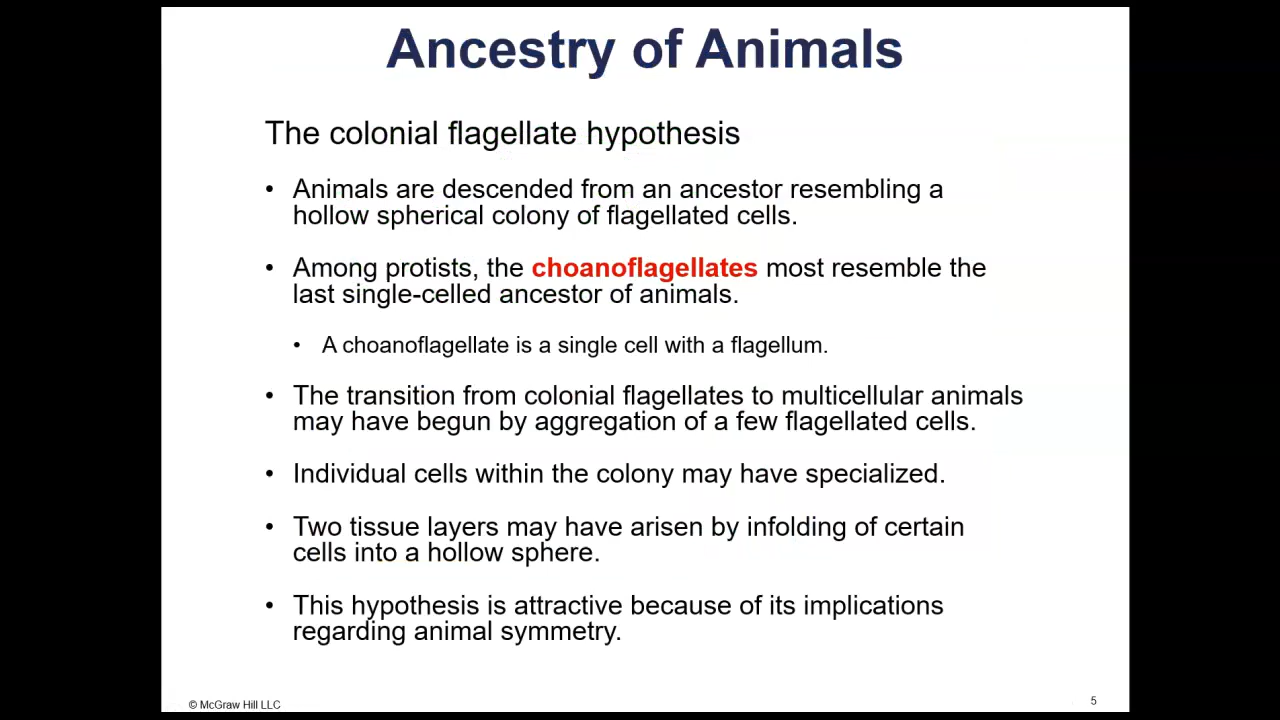 Ancestry of Animals
The colonial flagellate hypothesis
• Animals are descended from an ancestor resembling a
hollow spherical colony of flagellated cells.
• Among protists, the choanoflagellates most resemble the
last single-celled ancestor of animals.
• A choanoflagellate is a single cell with a flagellum.
• The transition from colonial flagellates to multicellular animals
may have begun by aggregation of a few flagellated cells.
• Individual cells within the colony may have specialized.
• Two tissue layers may have arisen by infolding of certain
cells into a hollow sphere.
• This hypothesis is attractive because of its implications
regarding animal symmetry.
© McGraw Hill LLC
5